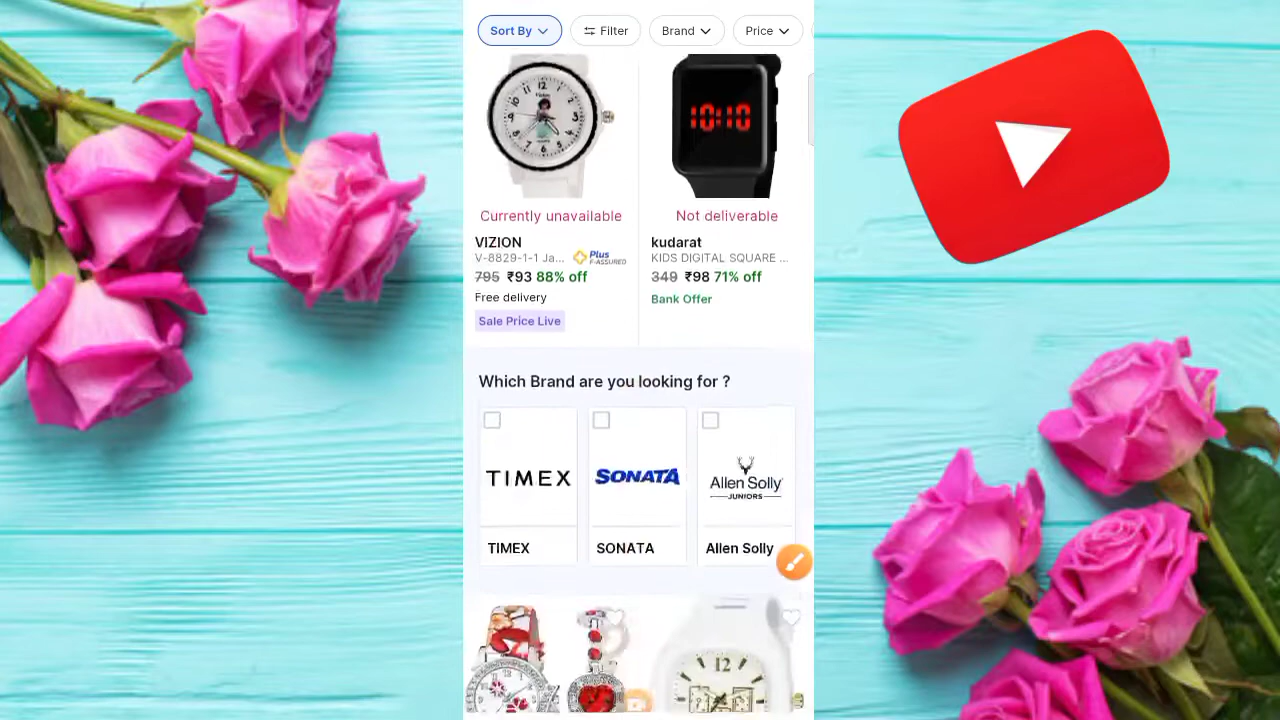 Sort By
Filter
Brand
Price
10:10
Currently unavailable
Not deliverable
VIZION
V-8829-1-1 Ja...
Plus
F-ASSURED
795 ₹93 88% off
Free delivery
Sale Price Live
kudarat
KIDS DIGITAL SQUARE ...
349 ₹98 71% off
Bank Offer
Which Brand are you looking for ?
TIMEX
SONATA
Allen Solly
JUNIORS
TIMEX
SONATA
Allen Solly
12